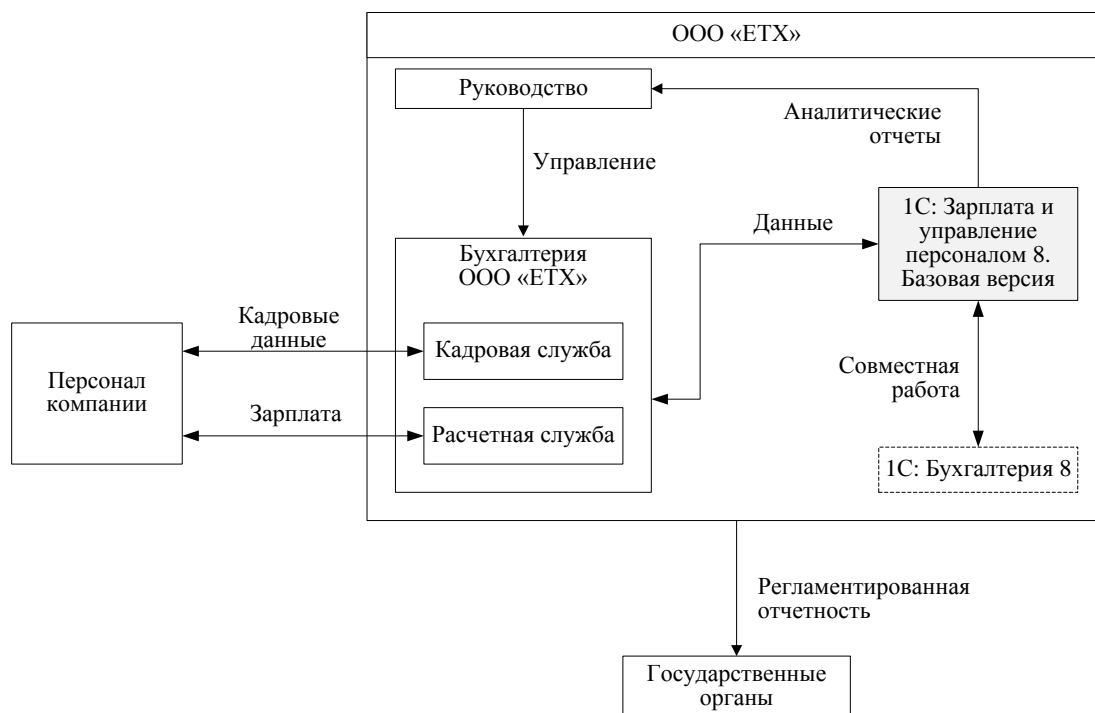 ООО «ЕТХ»
Руководство
Аналитические
отчеты
Управление
1С: Зарплата и
управление
персоналом 8.
Базовая версия
Данные
Бухгалтерия
ООО «ЕТХ»
Кадровые
данные
Кадровая служба
Персонал
компании
Совместная
работа
Зарплата
Расчетная служба
1С: Бухгалтерия 8
Регламентированная
отчетность
Государственные
органы